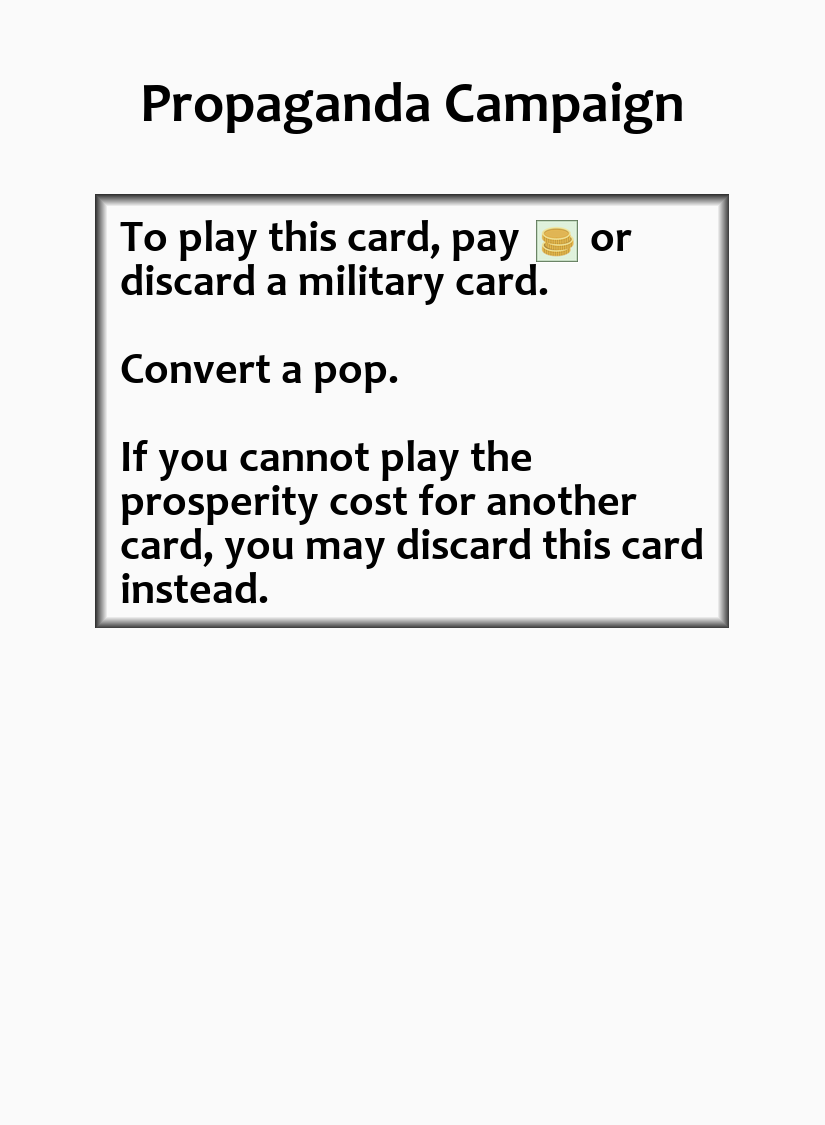 Propaganda Campaign
To play this card, pay or
discard a military card.
Convert a pop.
If you cannot play the
prosperity cost for another
card, you may discard this card
instead.